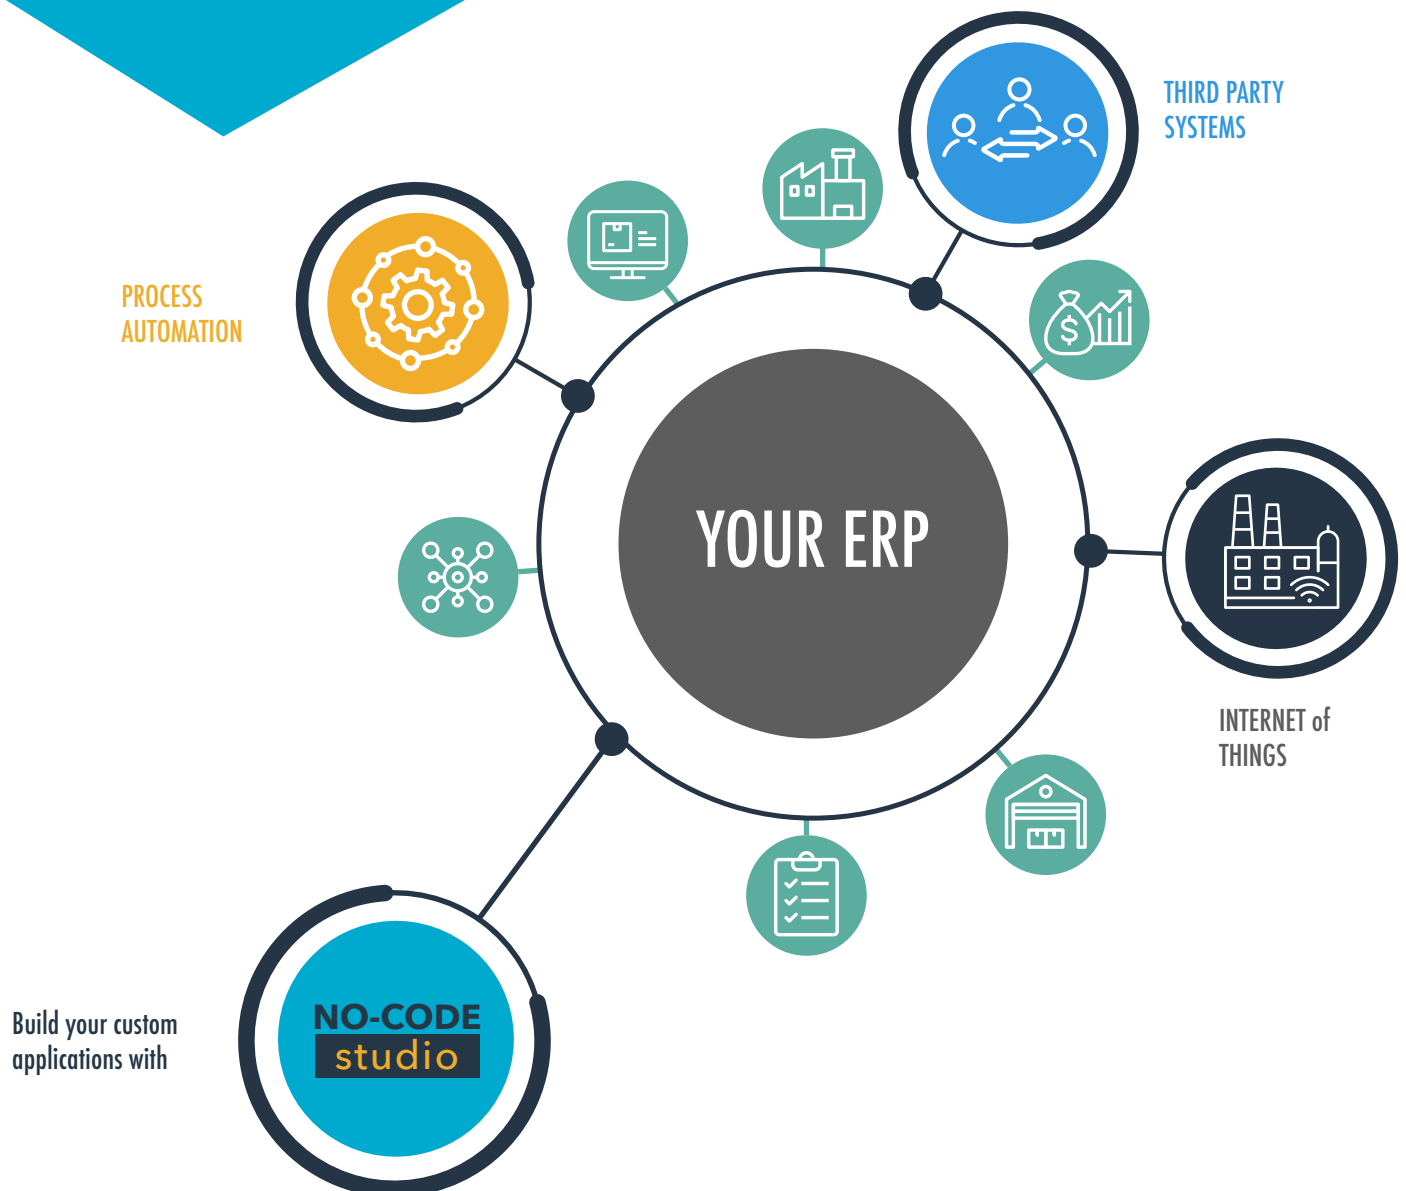 THIRD PARTY
SYSTEMS
PROCESS
AUTOMATION
YOUR ERP
INTERNET of
THINGS
Build your custom
applications with
NO-CODE
studio